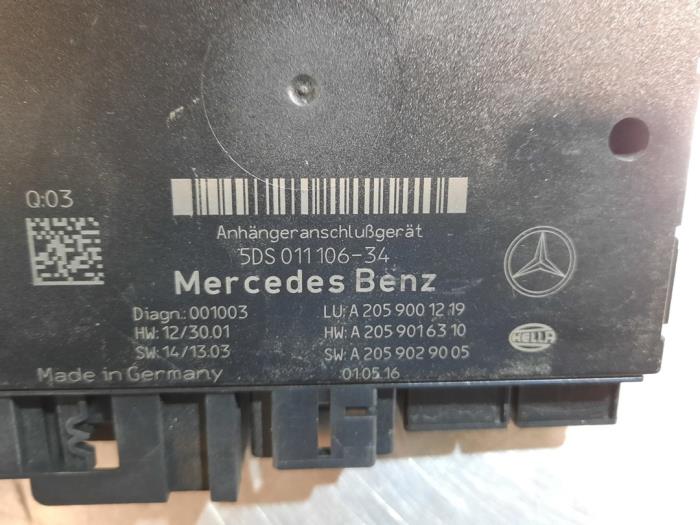 Q:03
Anhängeranschlußgerät
5DS 011 106-34
Mercedes Benz
Diagn.:001003 LU: A 205 900 12 19
HW: 12/30.01 HW: A 205 901 63 10
SW: 14/13.03 SW: A 205 902 90 05
Made in Germany 01.05.16
HELLA